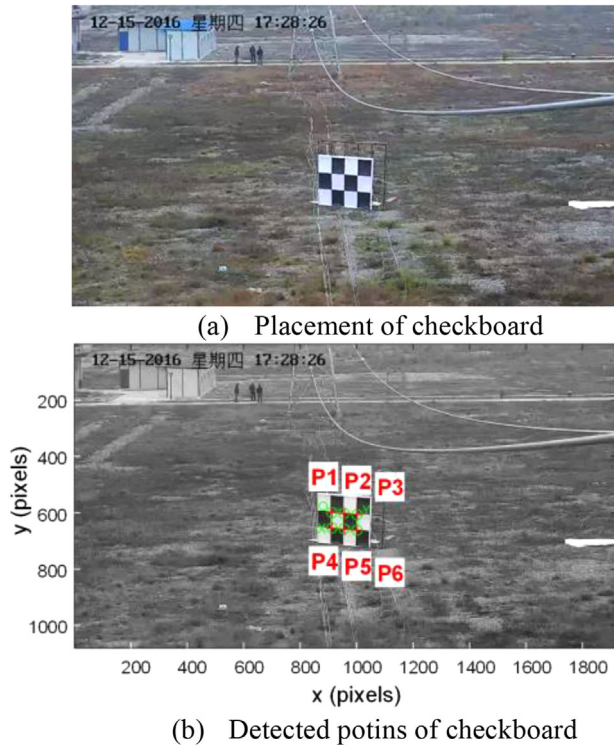 12-15-2016 星期四 17:28:26
(a) Placement of checkboard
12-15-2016 星期四 17:28:26
200
400
600
800
1000
y (pixels)
P1 P2 P3
P4 P5 P6
200 400 600 800 1000 1200 1400 1600 1800
x (pixels)
(b) Detected potins of checkboard